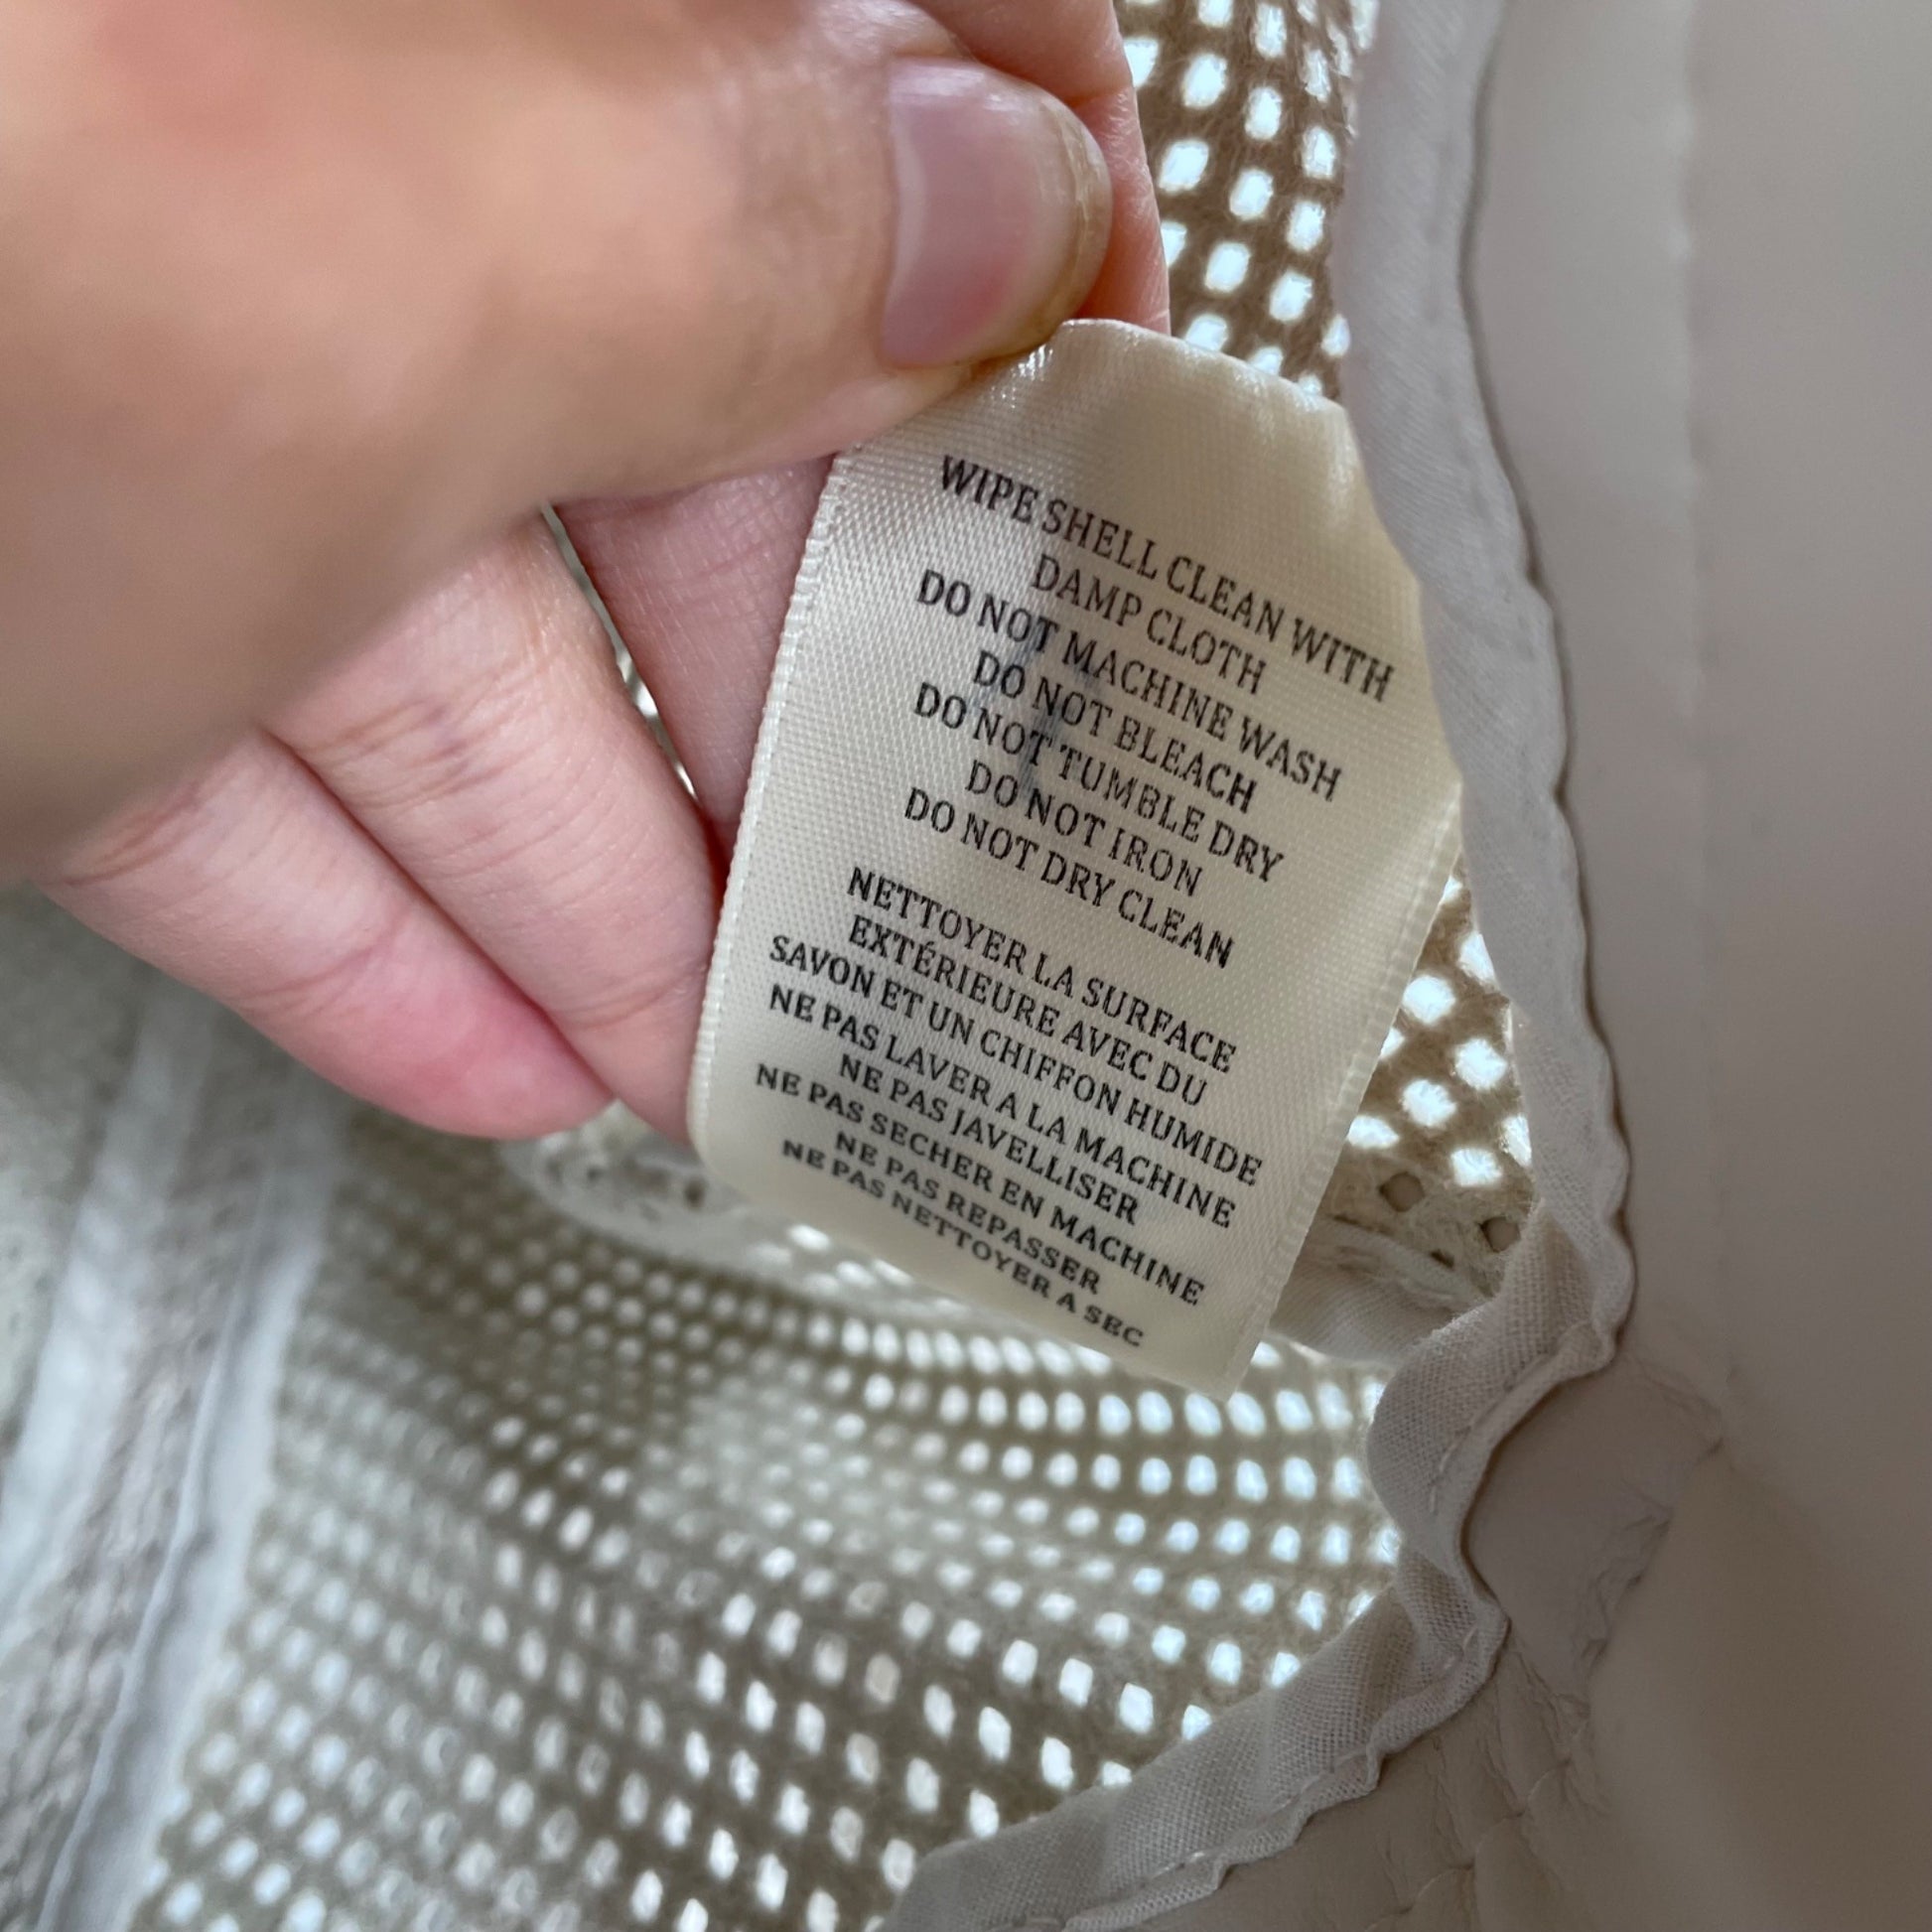 WIPE SHELL CLEAN WITH
DAMP CLOTH
DO NOT MACHINE WASH
DO NOT BLEACH
DO NOT TUMBLE DRY
DO NOT IRON
DO NOT DRY CLEAN
NETTOYER LA SURFACE
EXTÉRIEURE AVEC DU
SAVON ET UN CHIFFON HUMIDE
NE PAS LAVER A LA MACHINE
NE PAS JAVELLISER
NE PAS SECHER EN MACHINE
NE PAS REPASSER
NE PAS NETTOYER A SEC